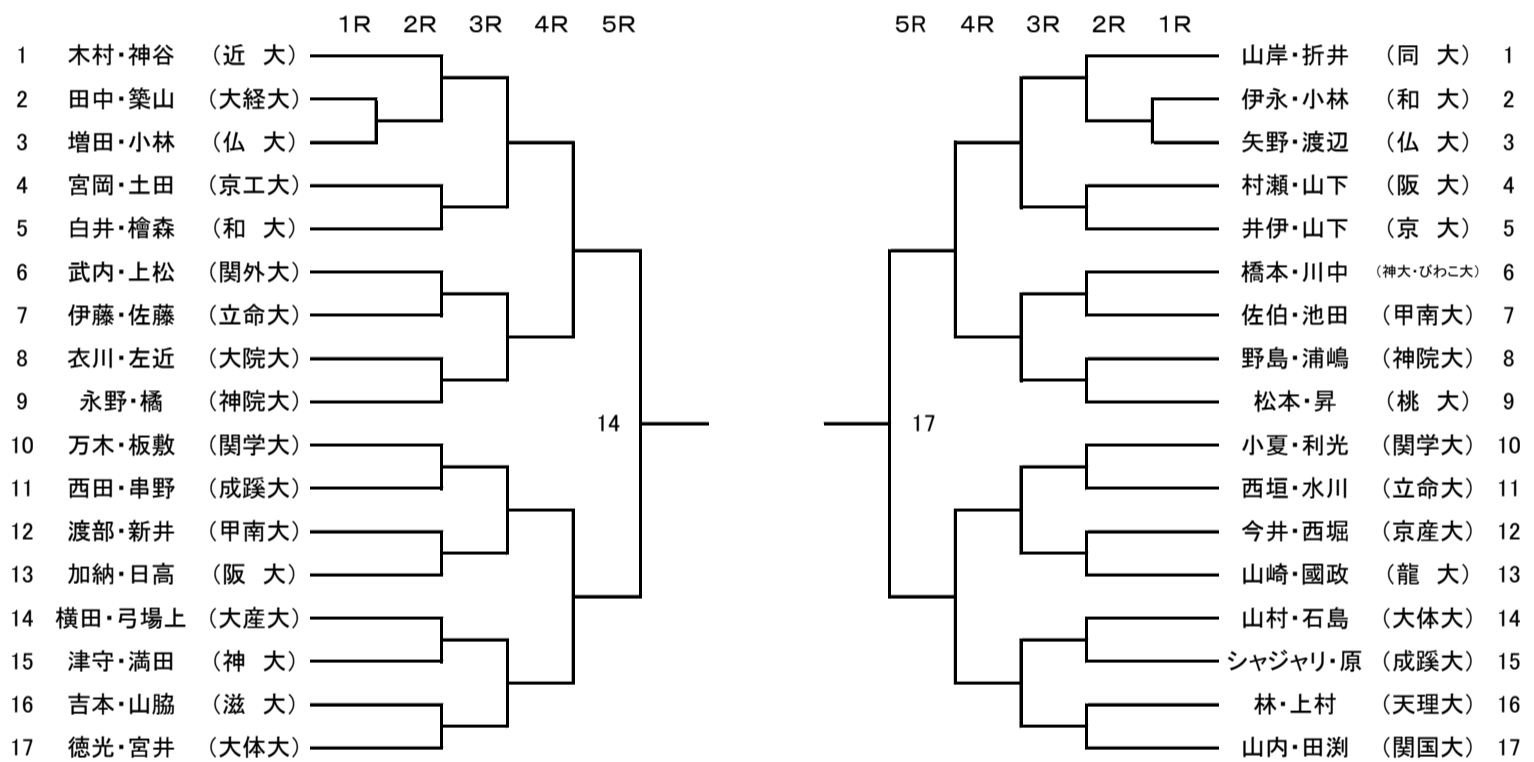 1R 2R 3R 4R 5R 5R 4R 3R 2R 1R
1 木村・神谷 （近 大） 山岸・折井 （同 大） 1
2 田中・築山 （大経大） 伊永・小林 （和 大） 2
3 増田・小林 （仏 大） 矢野・渡辺 （仏 大） 3
4 宮岡・土田 （京工大） 村瀬・山下 （阪 大） 4
5 白井・檜森 （和 大） 井伊・山下 （京 大） 5
6 武内・上松 （関外大） 橋本・川中 （神大・びわこ大） 6
7 伊藤・佐藤 （立命大） 佐伯・池田 （甲南大） 7
8 衣川・左近 （大院大） 野島・浦嶋 （神院大） 8
9 永野・橘 （神院大） 松本・昇 （桃 大） 9
14 17
10 万木・板敷 （関学大） 小夏・利光 （関学大） 10
11 西田・串野 （成蹊大） 西垣・水川 （立命大） 11
12 渡部・新井 （甲南大） 今井・西堀 （京産大） 12
13 加納・日高 （阪 大） 山崎・國政 （龍 大） 13
14 横田・弓場上 （大産大） 山村・石島 （大体大） 14
15 津守・満田 （神 大） シャジャリ・原 （成蹊大） 15
16 吉本・山脇 （滋 大） 林・上村 （天理大） 16
17 徳光・宮井 （大体大） 山内・田渕 （関国大） 17